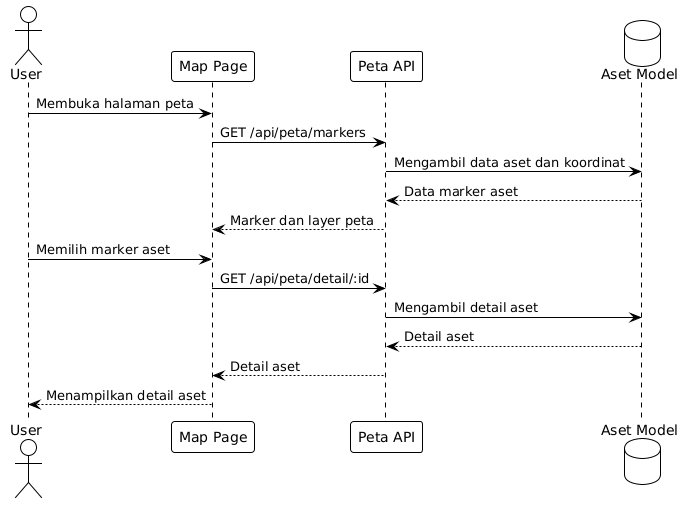 User
Map Page
Peta API
Aset Model
Membuka halaman peta
GET /api/peta/markers
Mengambil data aset dan koordinat
Data marker aset
Marker dan layer peta
Memilih marker aset
GET /api/peta/detail/:id
Mengambil detail aset
Detail aset
Detail aset
Menampilkan detail aset
User
Map Page
Peta API
Aset Model